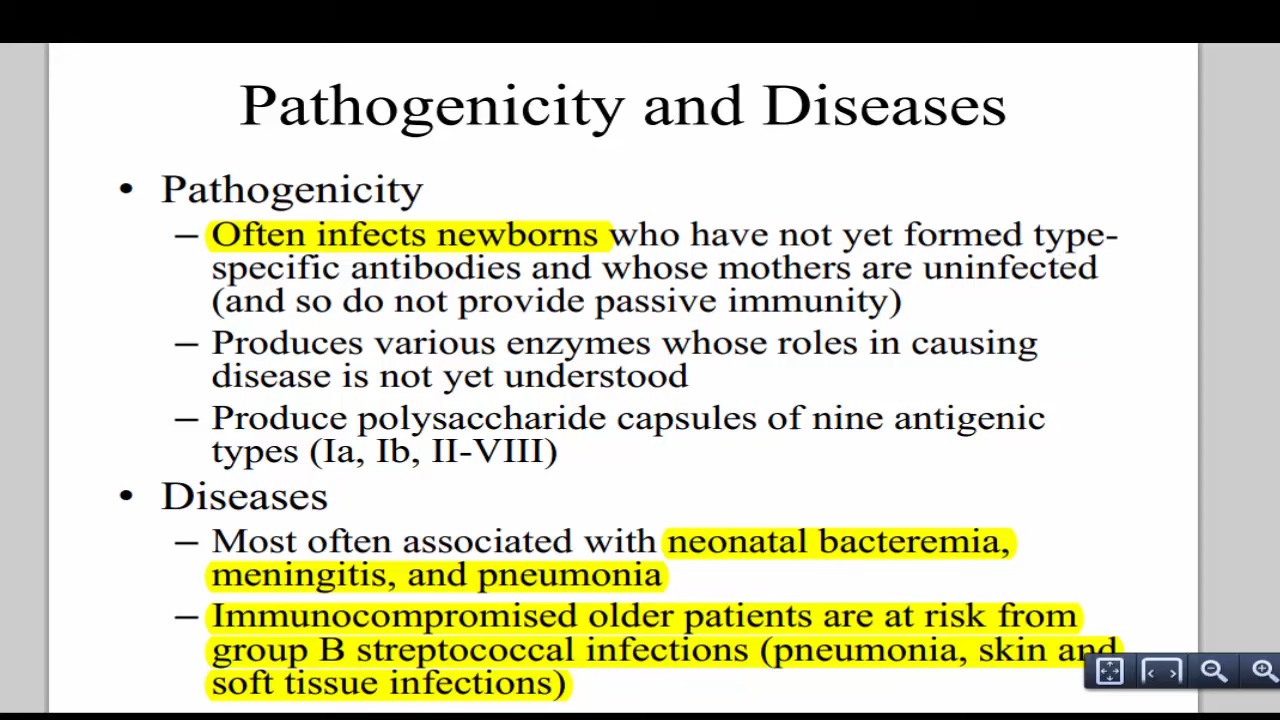 Pathogenicity and Diseases
• Pathogenicity
– Often infects newborns who have not yet formed type-
specific antibodies and whose mothers are uninfected
(and so do not provide passive immunity)
– Produces various enzymes whose roles in causing
disease is not yet understood
– Produce polysaccharide capsules of nine antigenic
types (Ia, Ib, II-VIII)
• Diseases
– Most often associated with neonatal bacteremia,
meningitis, and pneumonia
– Immunocompromised older patients are at risk from
group B streptococcal infections (pneumonia, skin and
soft tissue infections)